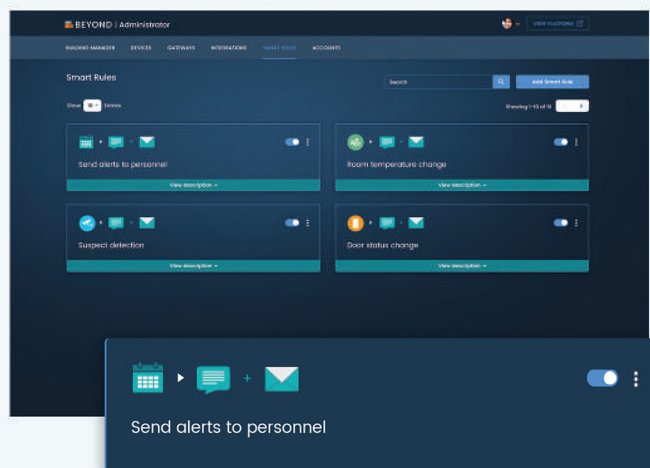 BEYOND | Administrator
VIEW PLATFORM
BUILDING MANAGER DEVICES GATEWAYS INTEGRATIONS SMART RULES ACCOUNTS
Smart Rules
Search
Add Smart Rule
Show 10 Entries
Showing 1-10 of 12
Send alerts to personnel
View description
Room temperature change
View description
Suspect detection
View description
Door status change
View description
Send alerts to personnel